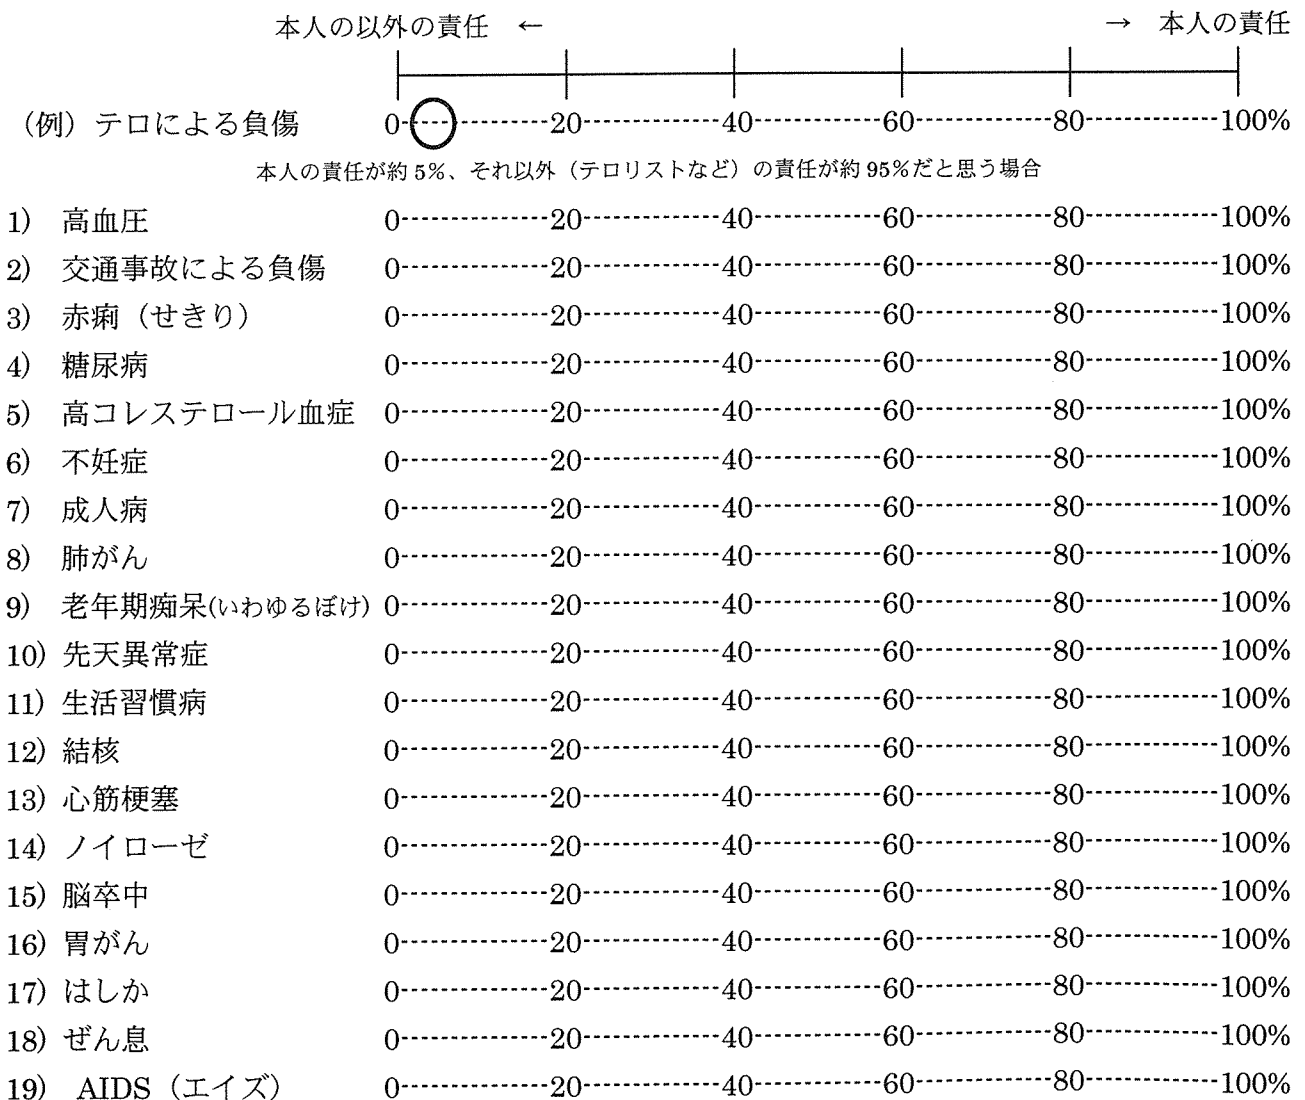 本人の以外の責任 ← → 本人の責任
(例) テロによる負傷 0----------20----------40----------60----------80----------100%
本人の責任が約 5%、それ以外（テロリストなど）の責任が約 95%だと思う場合
1) 高血圧 0----------20----------40----------60----------80----------100%
2) 交通事故による負傷 0----------20----------40----------60----------80----------100%
3) 赤痢（せきり） 0----------20----------40----------60----------80----------100%
4) 糖尿病 0----------20----------40----------60----------80----------100%
5) 高コレステロール血症 0----------20----------40----------60----------80----------100%
6) 不妊症 0----------20----------40----------60----------80----------100%
7) 成人病 0----------20----------40----------60----------80----------100%
8) 肺がん 0----------20----------40----------60----------80----------100%
9) 老年期痴呆(いわゆるぼけ) 0----------20----------40----------60----------80----------100%
10) 先天異常症 0----------20----------40----------60----------80----------100%
11) 生活習慣病 0----------20----------40----------60----------80----------100%
12) 結核 0----------20----------40----------60----------80----------100%
13) 心筋梗塞 0----------20----------40----------60----------80----------100%
14) ノイローゼ 0----------20----------40----------60----------80----------100%
15) 脳卒中 0----------20----------40----------60----------80----------100%
16) 胃がん 0----------20----------40----------60----------80----------100%
17) はしか 0----------20----------40----------60----------80----------100%
18) ぜん息 0----------20----------40----------60----------80----------100%
19) AIDS（エイズ） 0----------20----------40----------60----------80----------100%